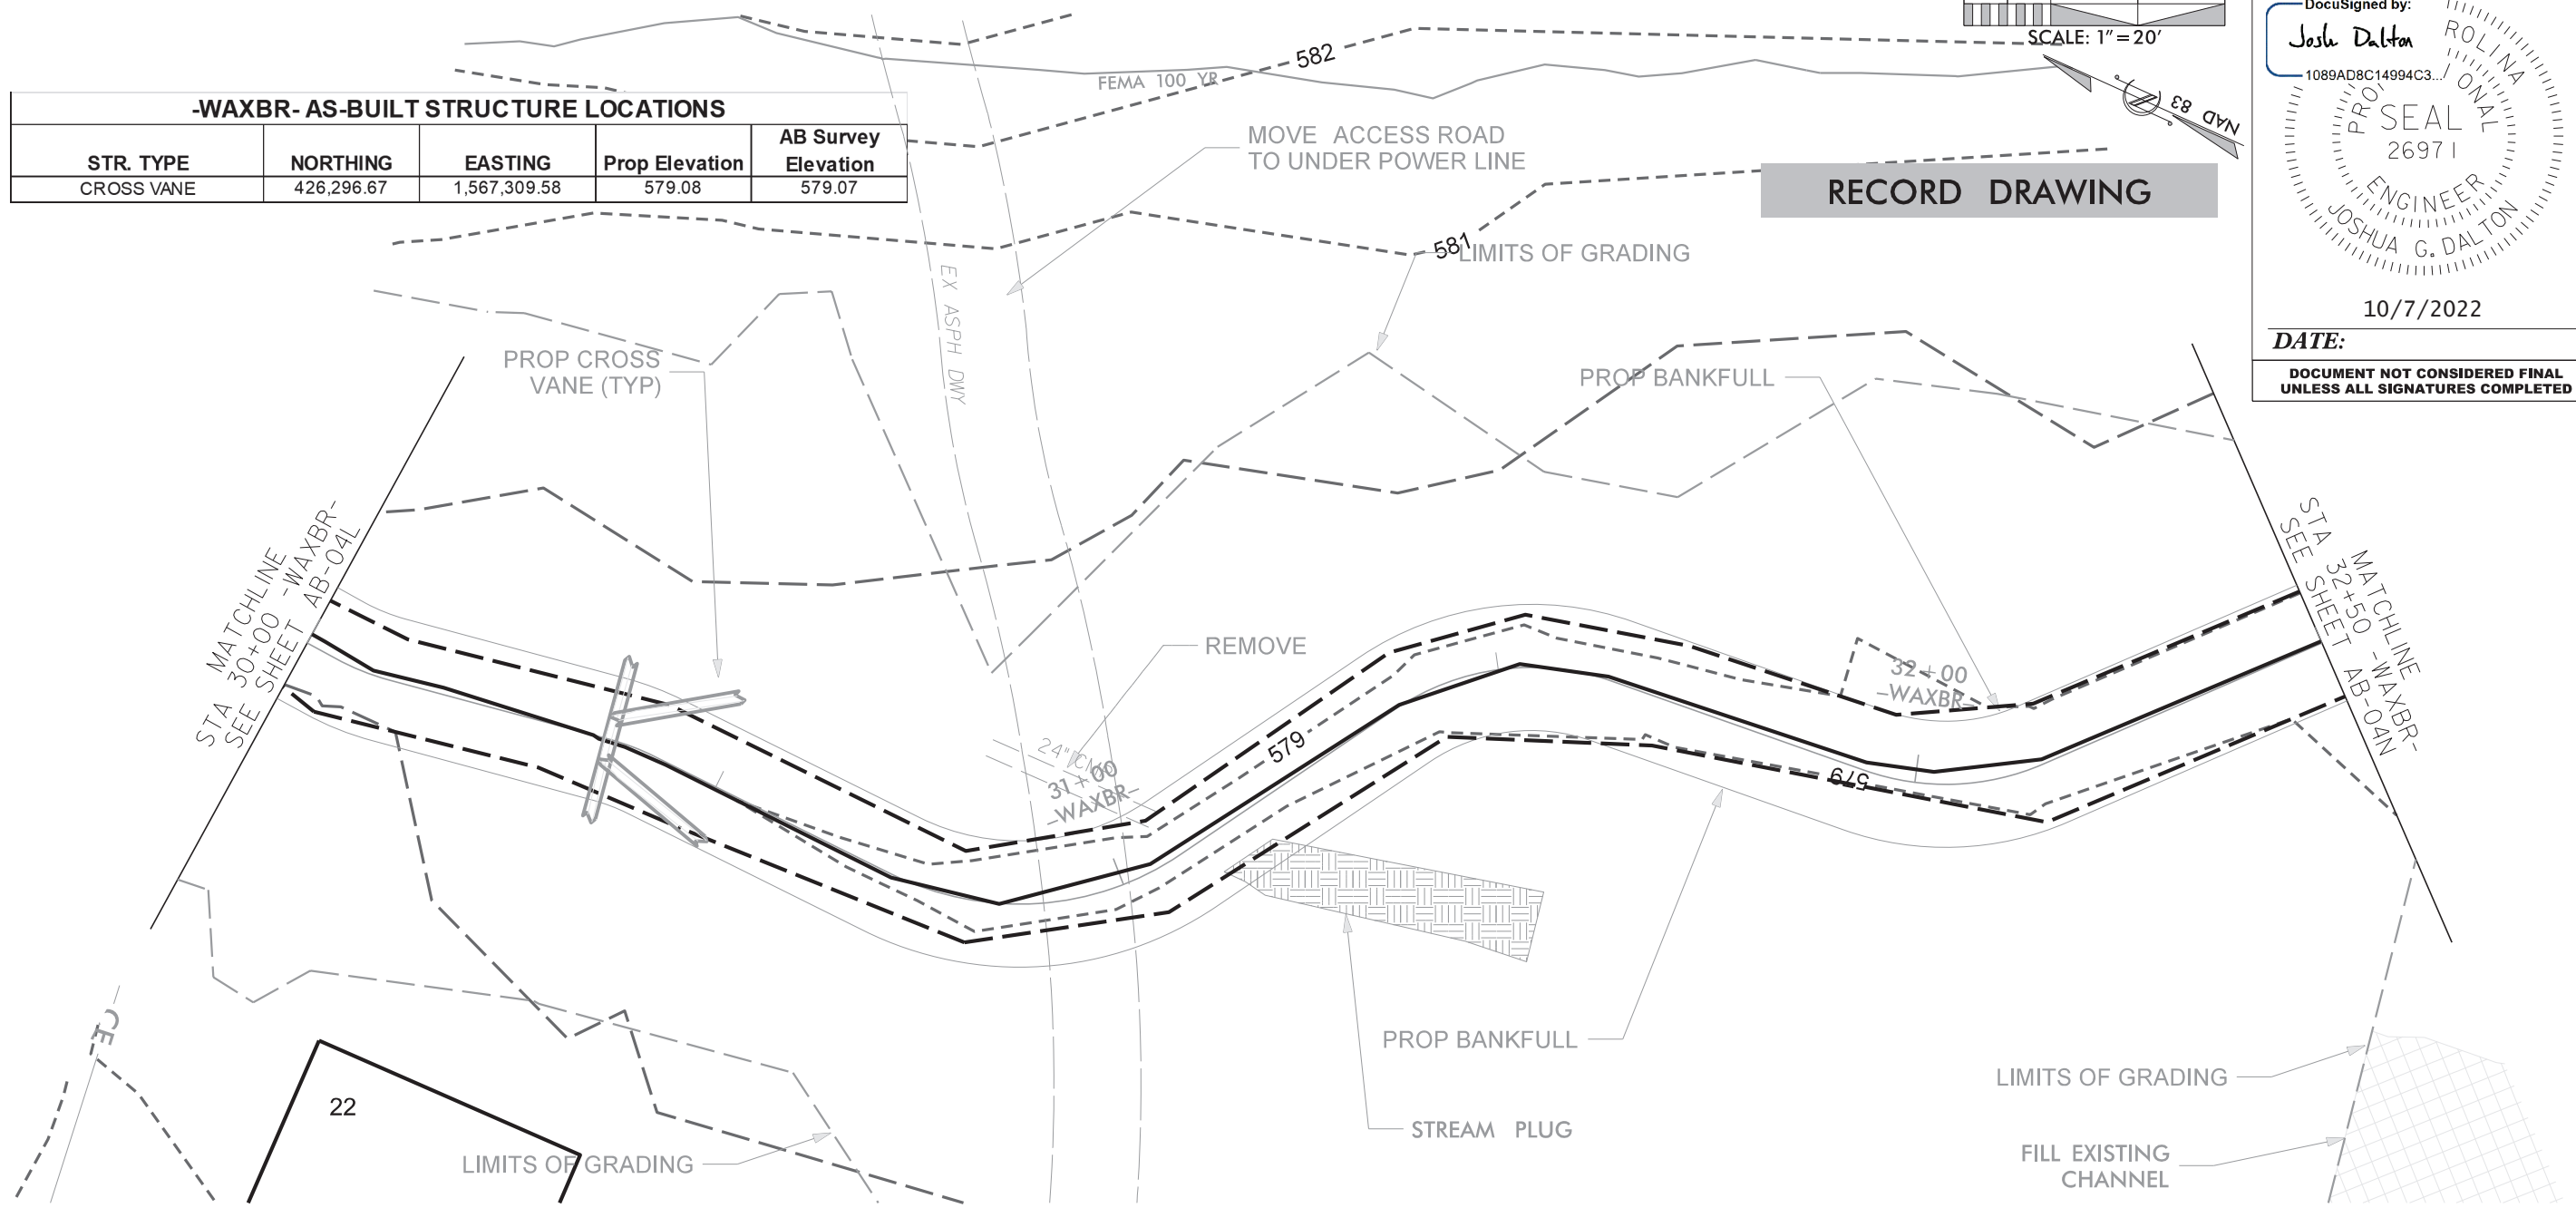 -WAXBR- AS-BUILT STRUCTURE LOCATIONS
STR. TYPE NORTHING EASTING Prop Elevation AB Survey Elevation
CROSS VANE 426,296.67 1,567,309.58 579.08 579.07
582
FEMA 100 YR
MOVE ACCESS ROAD
TO UNDER POWER LINE
SCALE: 1"=20'
NAD 83
RECORD DRAWING
DocuSigned by:
Josh Dalton
1089AD8C14994C3...
ROLINA
PRO
ONAL
SEAL
26971
ENGINEER
JOSHUA G. DALTON
10/7/2022
DATE:
DOCUMENT NOT CONSIDERED FINAL
UNLESS ALL SIGNATURES COMPLETED
581
LIMITS OF GRADING
EX ASPH DWY
PROP CROSS
VANE (TYP)
PROP BANKFULL
MATCHLINE
STA 30+00 -WAXBR-
SEE SHEET AB-04L
MATCHLINE
STA 32+50 -WAXBR-
SEE SHEET AB-04N
REMOVE
24" CMP
31+00
-WAXBR-
579
32+00
-WAXBR-
579
CE
22
LIMITS OF GRADING
PROP BANKFULL
STREAM PLUG
LIMITS OF GRADING
FILL EXISTING
CHANNEL